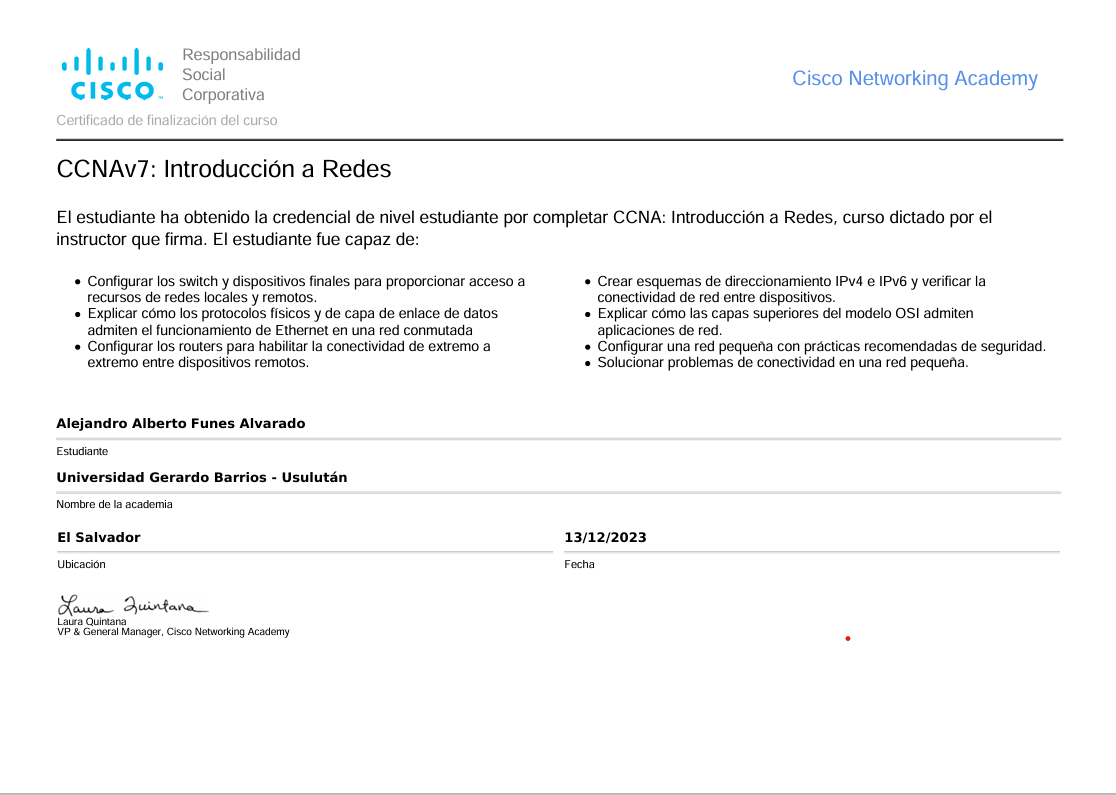 CISCO
Responsabilidad
Social
Corporativa
Cisco Networking Academy
Certificado de finalización del curso
CCNAv7: Introducción a Redes
El estudiante ha obtenido la credencial de nivel estudiante por completar CCNA: Introducción a Redes, curso dictado por el
instructor que firma. El estudiante fue capaz de:
• Configurar los switch y dispositivos finales para proporcionar acceso a
recursos de redes locales y remotos.
• Explicar cómo los protocolos físicos y de capa de enlace de datos
admiten el funcionamiento de Ethernet en una red conmutada
• Configurar los routers para habilitar la conectividad de extremo a
extremo entre dispositivos remotos.
• Crear esquemas de direccionamiento IPv4 e IPv6 y verificar la
conectividad de red entre dispositivos.
• Explicar cómo las capas superiores del modelo OSI admiten
aplicaciones de red.
• Configurar una red pequeña con prácticas recomendadas de seguridad.
• Solucionar problemas de conectividad en una red pequeña.
Alejandro Alberto Funes Alvarado
Estudiante
Universidad Gerardo Barrios - Usulután
Nombre de la academia
El Salvador
Ubicación
13/12/2023
Fecha
Laura Quintana
Laura Quintana
VP & General Manager, Cisco Networking Academy